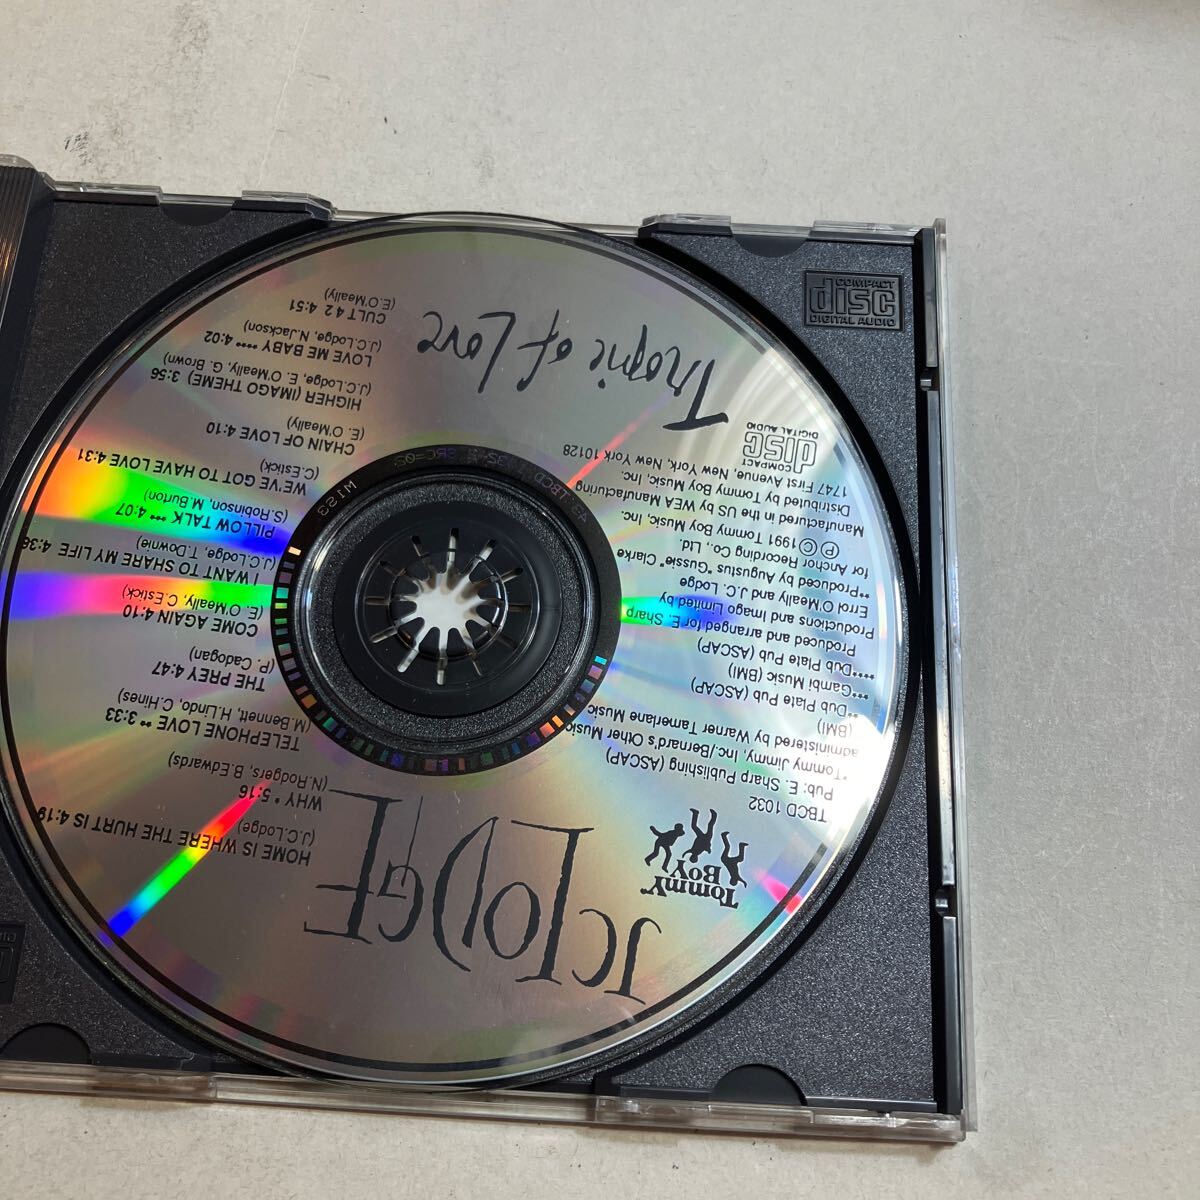 JC LODGE
HOME IS WHERE THE HURT IS 4:19
(J.C.Lodge)
WHY * 5:16
(N.Rodgers, B.Edwards)
TELEPHONE LOVE ** 3:33
(M.Bennett, H.Lindo, C.Hines)
THE PREY 4:47
(P. Cadogan)
COME AGAIN 4:10
(E. O'Meally, C.Estick)
I WANT TO SHARE MY LIFE 4:36
(J.C.Lodge, T.Downie)
PILLOW TALK *** 4:07
(S.Robinson, M.Burton)
WE'VE GOT TO HAVE LOVE 4:31
(C.Estick)
CHAIN OF LOVE 4:10
(E. O'Meally)
HIGHER (IMAGO THEME) 3:56
(J.C.Lodge, E. O'Meally, G. Brown)
LOVE ME BABY **** 4:02
(J.C.Lodge, N.Jackson)
CULT 4 2 4:51
(E.O'Meally)
Tommy
BOY
TBCD 1032
Pub: E. Sharp Publishing (ASCAP)
*Tommy Jimmy, Inc./Bernard's Other Music
administered by Warner Tamerlane Music
(BMI)
**Dub Plate Pub (ASCAP)
***Gambi Music (BMI)
****Dub Plate Pub (ASCAP)
Produced and arranged for E. Sharp
Productions and Imago Limited by
Errol O'Meally and J.C. Lodge
**Produced by Augustus "Gussie" Clarke
for Anchor Recording Co., Ltd.
Ⓟ © 1991 Tommy Boy Music, Inc.
Manufactured in the US by WEA Manufacturing
Distributed by Tommy Boy Music, Inc.
1747 First Avenue, New York, New York 10128
COMPACT
disc
DIGITAL AUDIO
Tropic of Love
COMPACT
disc
DIGITAL AUDIO